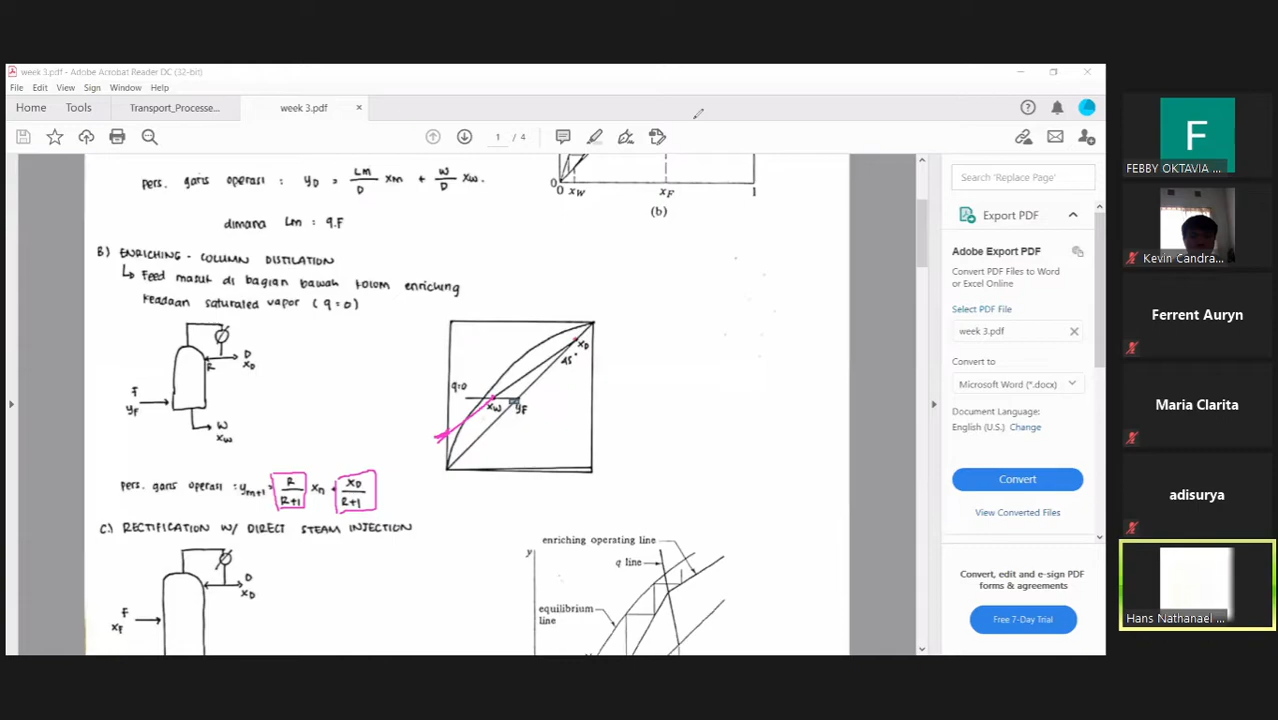 week 3.pdf - Adobe Acrobat Reader DC (32-bit)
File Edit View Sign Window Help
Home Tools Transport_Processe... week 3.pdf ×
1 / 4
pers. garis operasi : yD = Lm/D xm + W/D xw.
dimana Lm : q.F
0 xW xF 1
(b)
B) ENRICHING - COLUMN DISTILATION
↳ Feed masuk di bagian bawah kolom enriching
keadaan saturated vapor (q=0)
D
xD
R
F
yF
W
xW
q=0
xD
45°
xW
yF
pers. garis operasi : ym+1 = R/R+1 xn + xD/R+1
C.) RECTIFICATION W/ DIRECT STEAM INJECTION
D
xD
F
xF
y
enriching operating line
q line
equilibrium
line
Search 'Replace Page'
Export PDF
Adobe Export PDF
Convert PDF Files to Word
or Excel Online
Select PDF File
week 3.pdf ×
Convert to
Microsoft Word (*.docx)
Document Language:
English (U.S.) Change
Convert
View Converted Files
Convert, edit and e-sign PDF
forms & agreements
Free 7-Day Trial
F
FEBBY OKTAVIA ...
Kevin Candra...
Ferrent Auryn
Maria Clarita
adisurya
Hans Nathanael ...